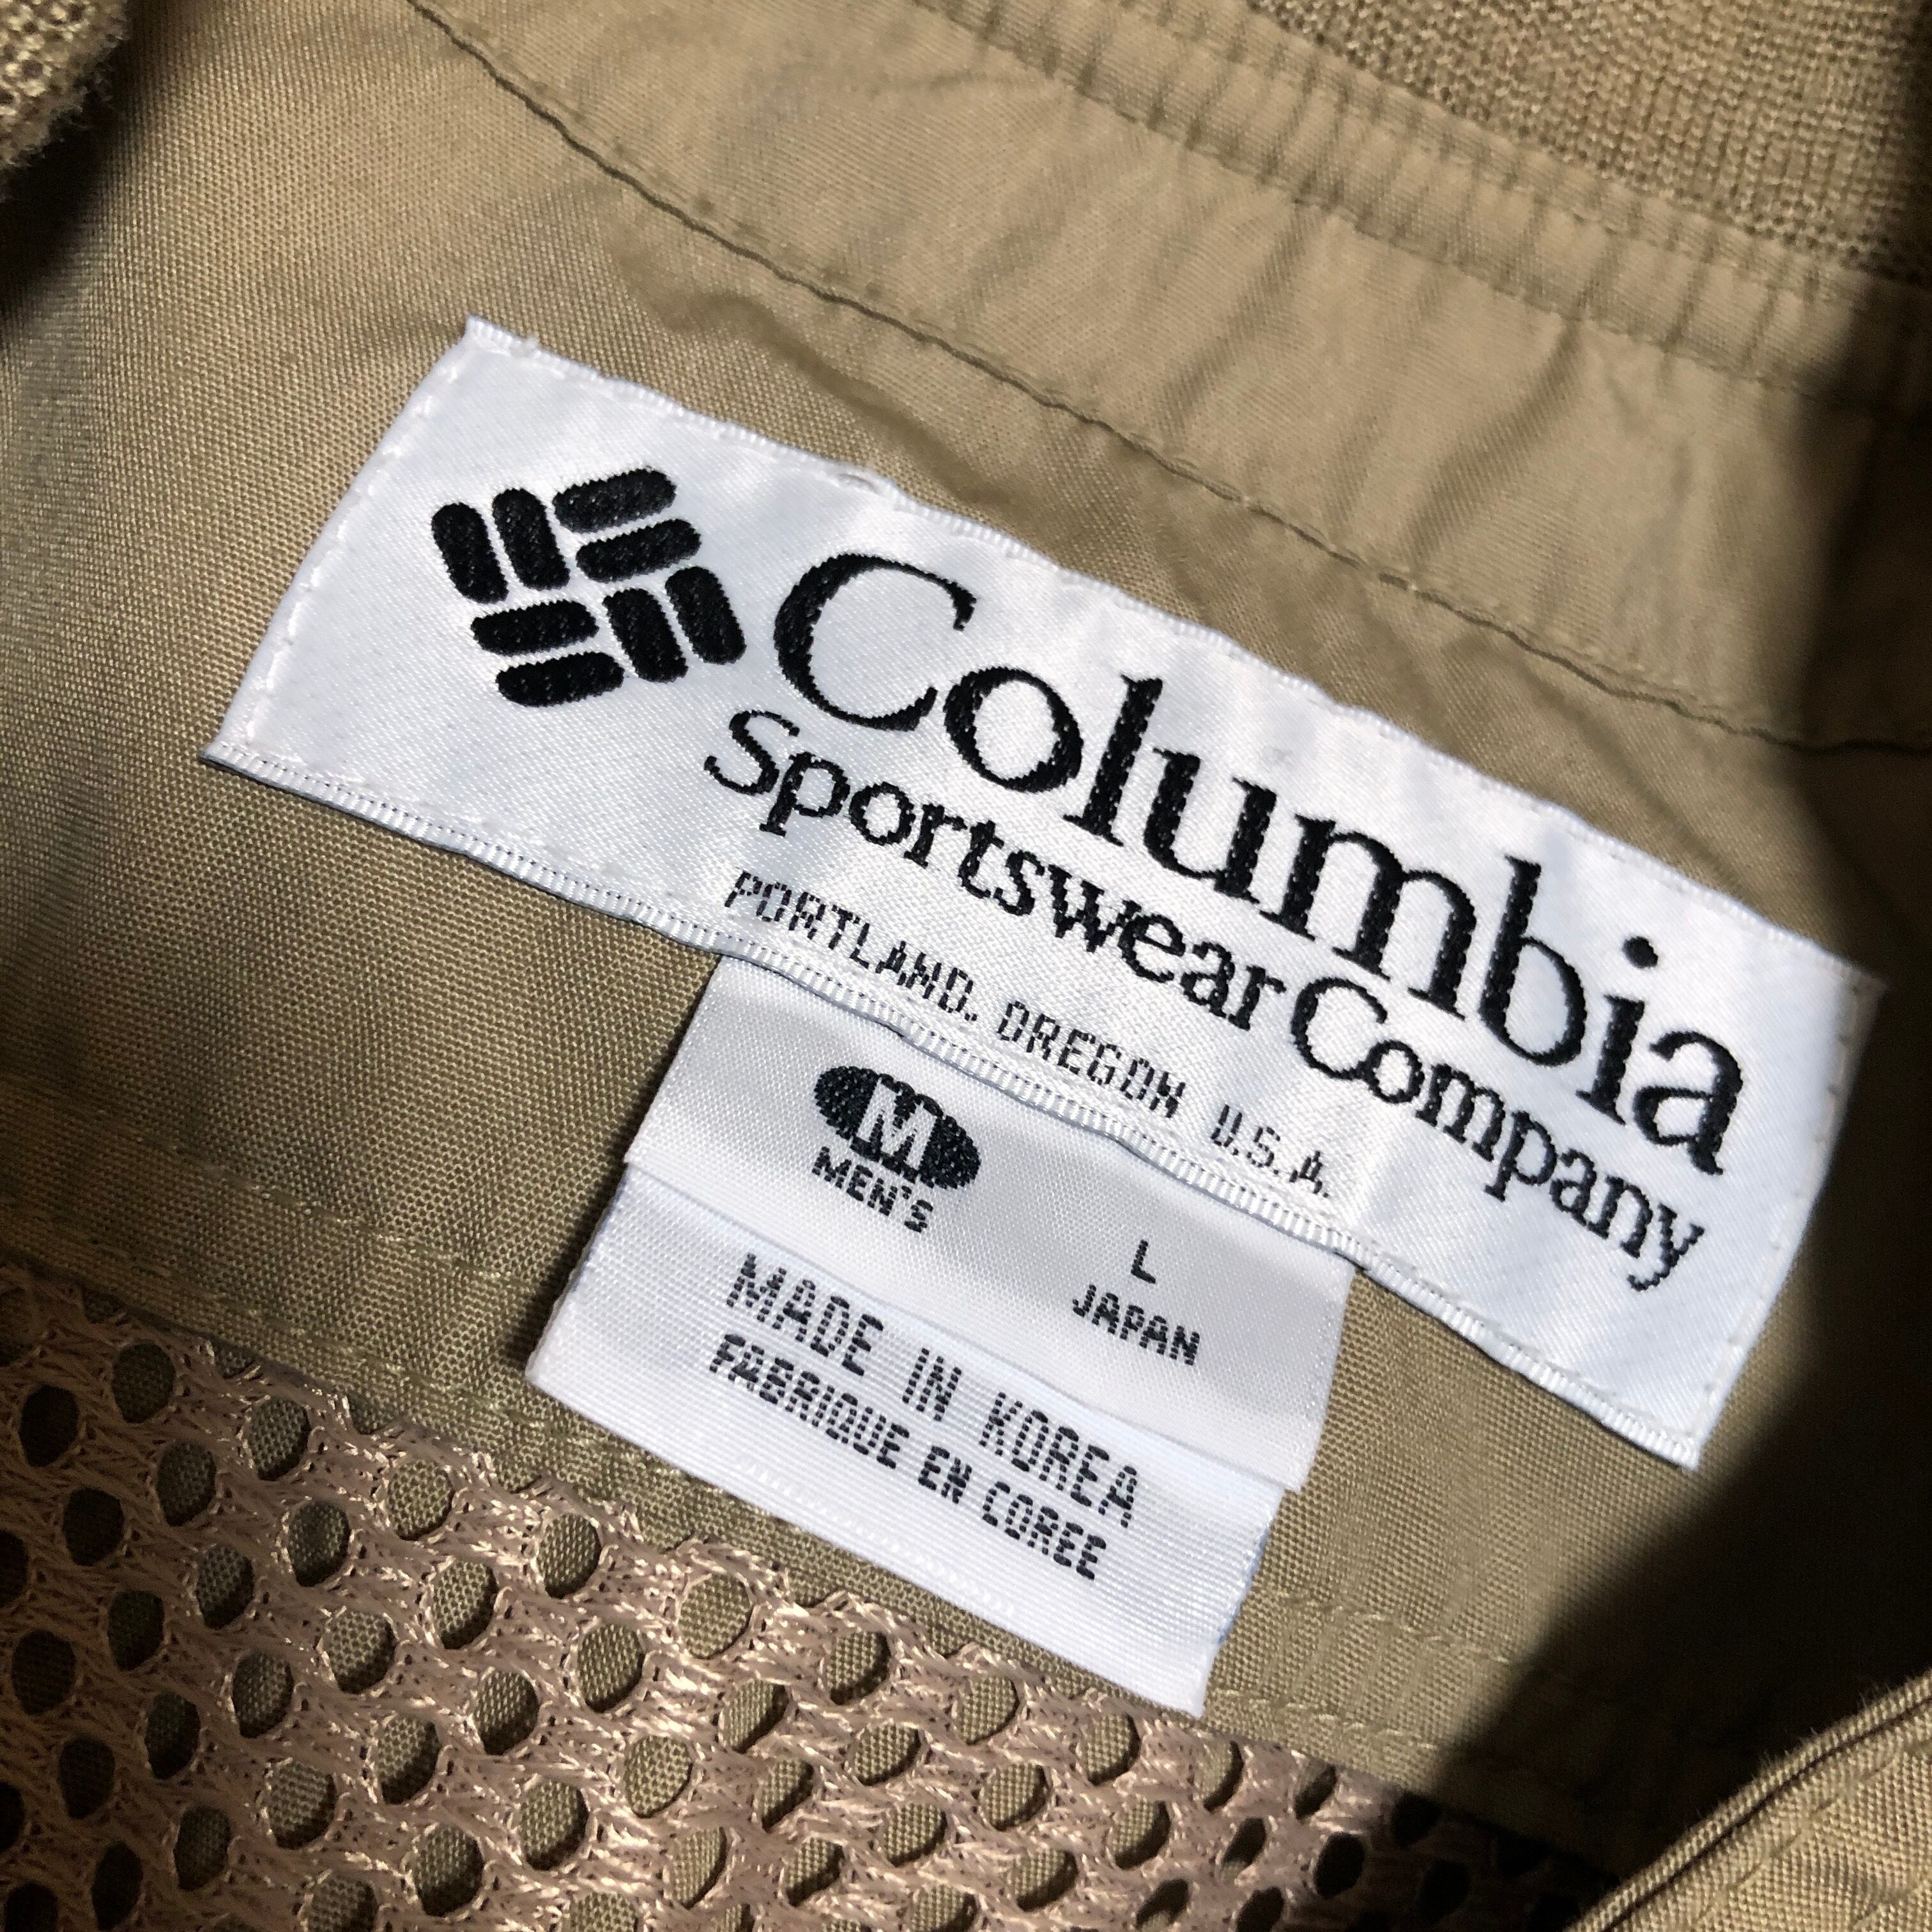 Columbia
Sportswear Company
PORTLAND, OREGON U.S.A.
M
MEN'S
L
JAPAN
MADE IN KOREA
FABRIQUE EN COREE